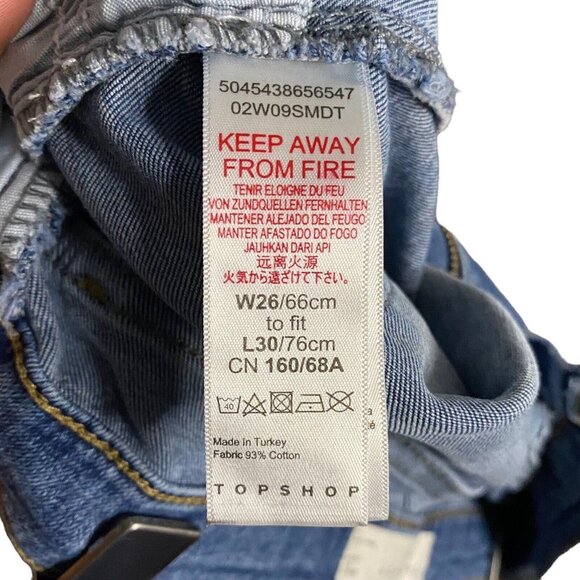 5045438656547
02W09SMDT
KEEP AWAY
FROM FIRE
TENIR ELOIGNE DU FEU
VON ZUNDQUELLEN FERNHALTEN
MANTENER ALEJADO DEL FEUGO
MANTER AFASTADO DO FOGO
JAUHKAN DARI API
远离火源
火気から遠ざけて下さい。
W26/66cm
to fit
L30/76cm
CN 160/68A
40
Made in Turkey
Fabric 93% Cotton
TOPSHOP